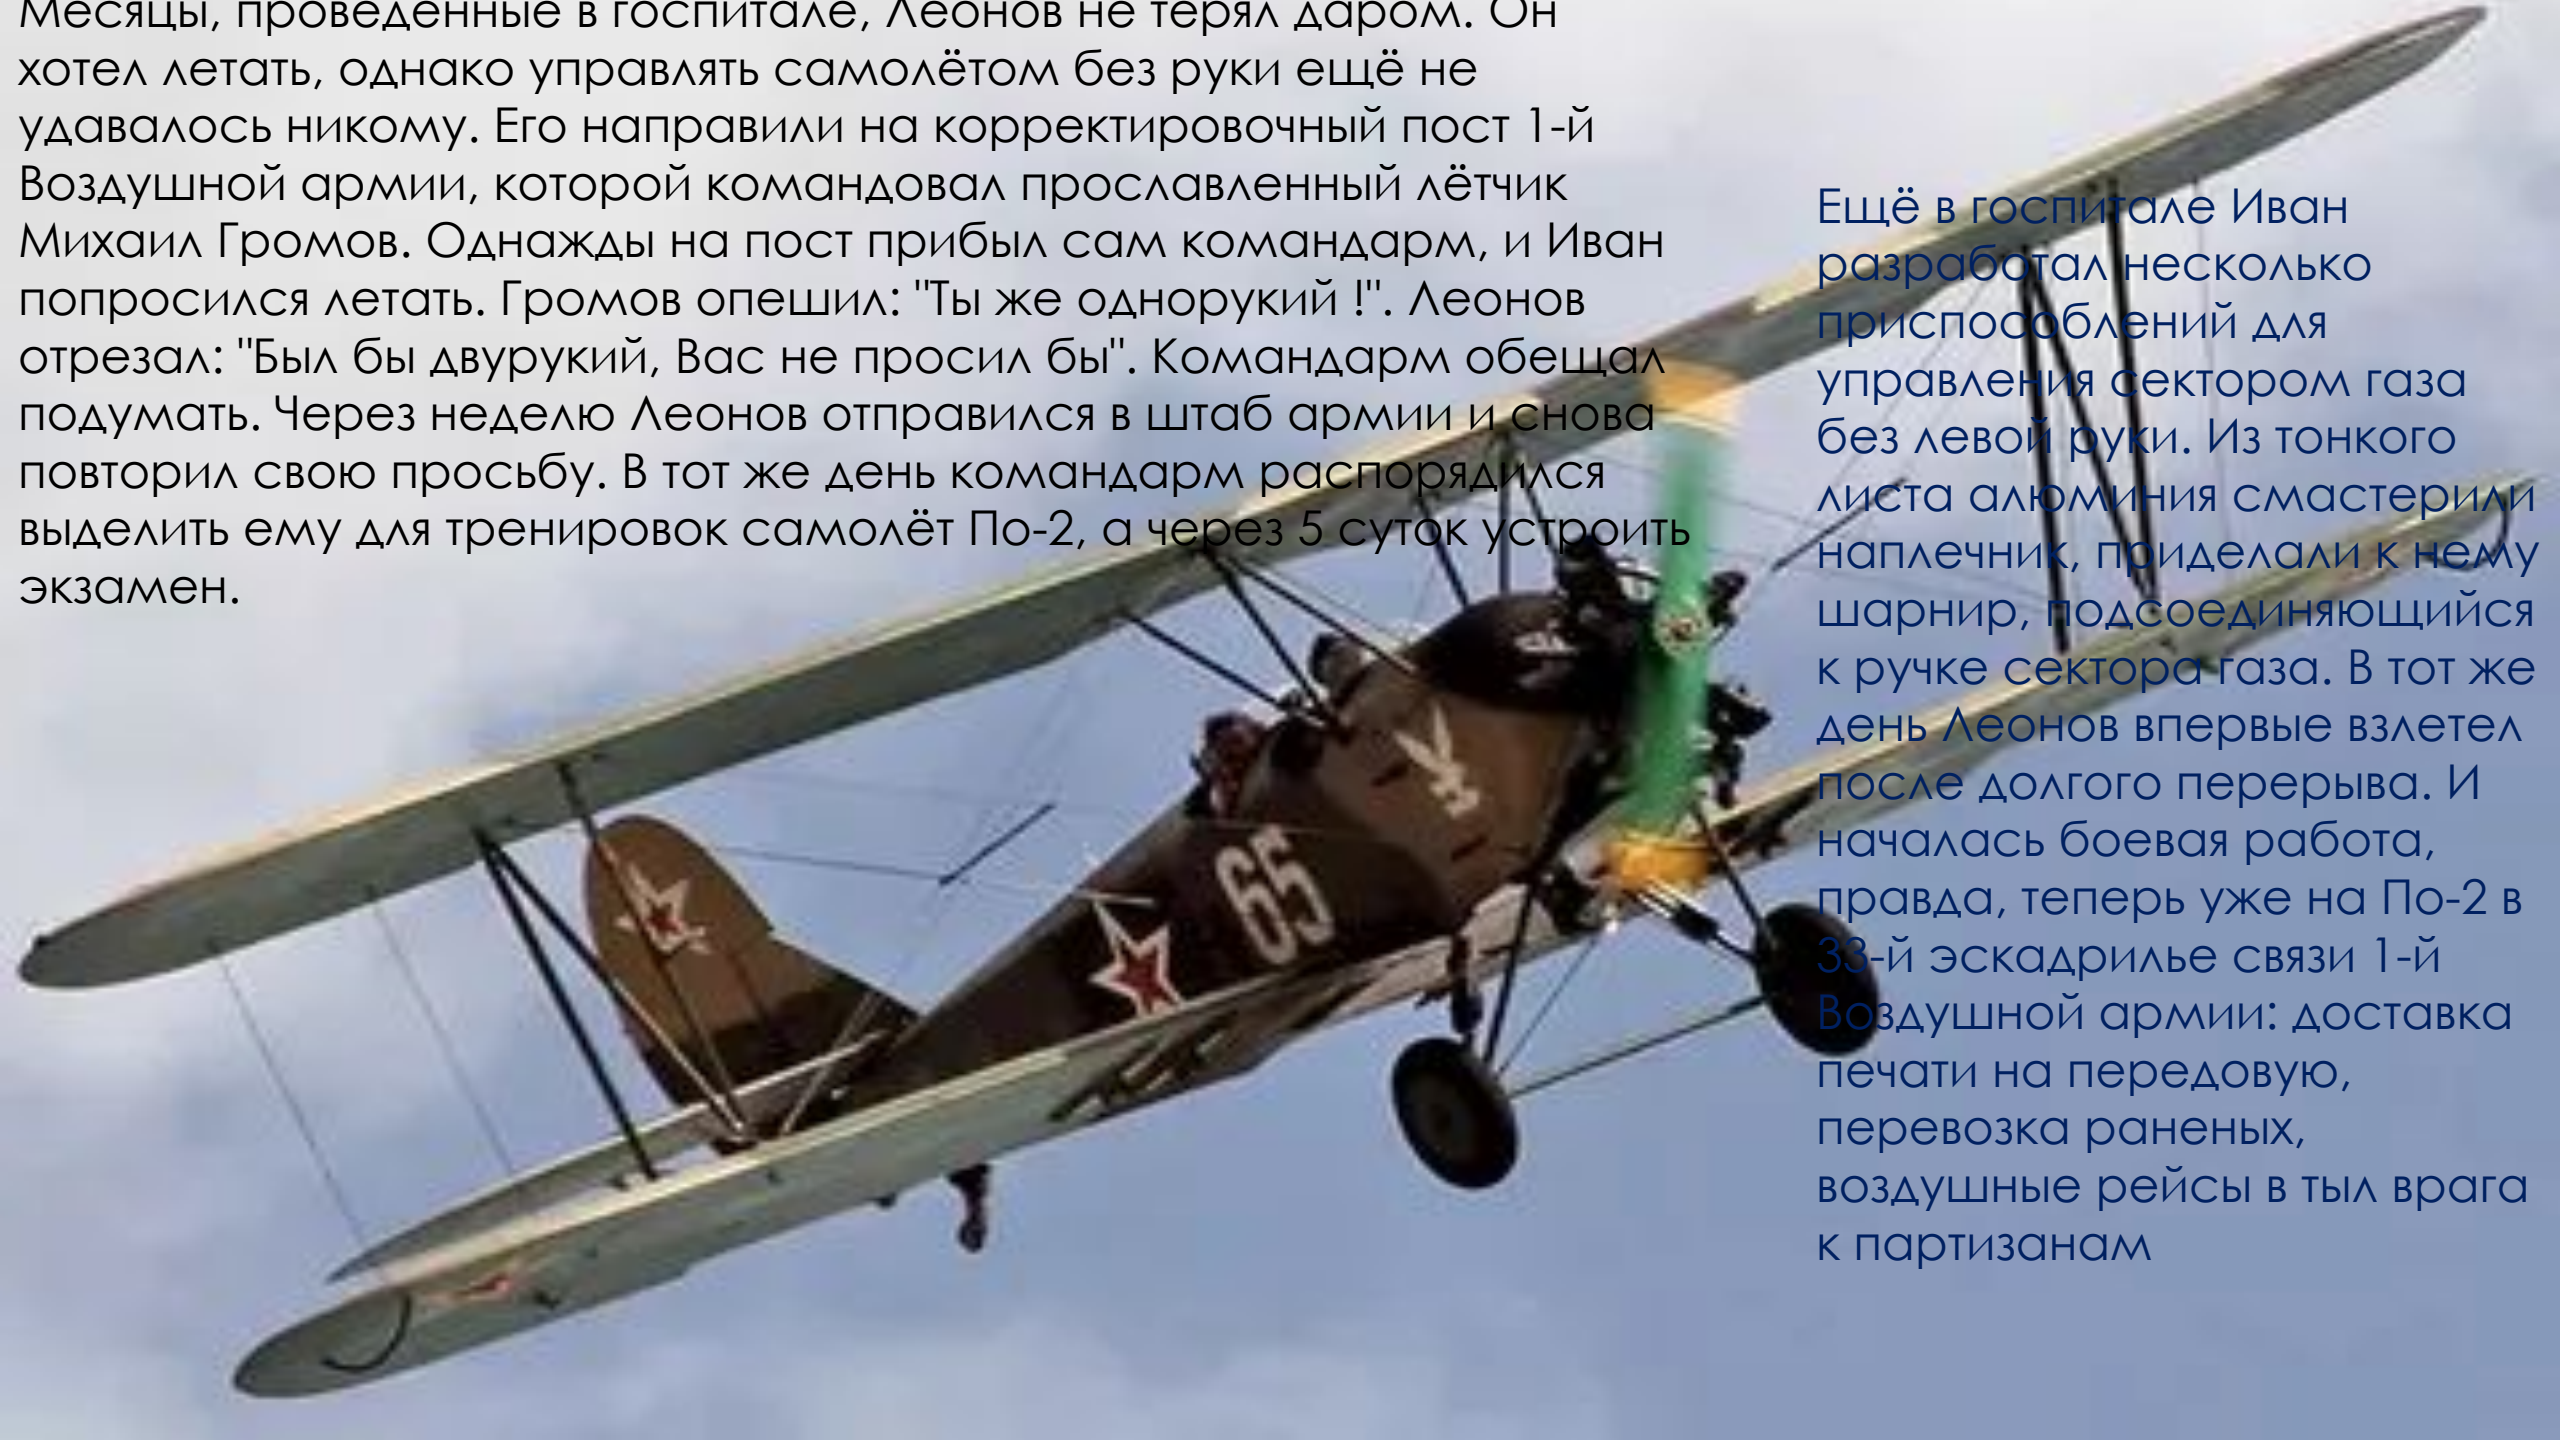 Месяцы, проведённые в госпитале, Леонов не терял даром. Он
хотел летать, однако управлять самолётом без руки ещё не
удавалось никому. Его направили на корректировочный пост 1-й
Воздушной армии, которой командовал прославленный лётчик
Михаил Громов. Однажды на пост прибыл сам командарм, и Иван
попросился летать. Громов опешил: "Ты же однорукий !". Леонов
отрезал: "Был бы двурукий, Вас не просил бы". Командарм обещал
подумать. Через неделю Леонов отправился в штаб армии и снова
повторил свою просьбу. В тот же день командарм распорядился
выделить ему для тренировок самолёт По-2, а через 5 суток устроить
экзамен.
Ещё в госпитале Иван
разработал несколько
приспособлений для
управления сектором газа
без левой руки. Из тонкого
листа алюминия смастерили
наплечник, приделали к нему
шарнир, подсоединяющийся
к ручке сектора газа. В тот же
день Леонов впервые взлетел
после долгого перерыва. И
началась боевая работа,
правда, теперь уже на По-2 в
33-й эскадрилье связи 1-й
Воздушной армии: доставка
печати на передовую,
перевозка раненых,
воздушные рейсы в тыл врага
к партизанам
65